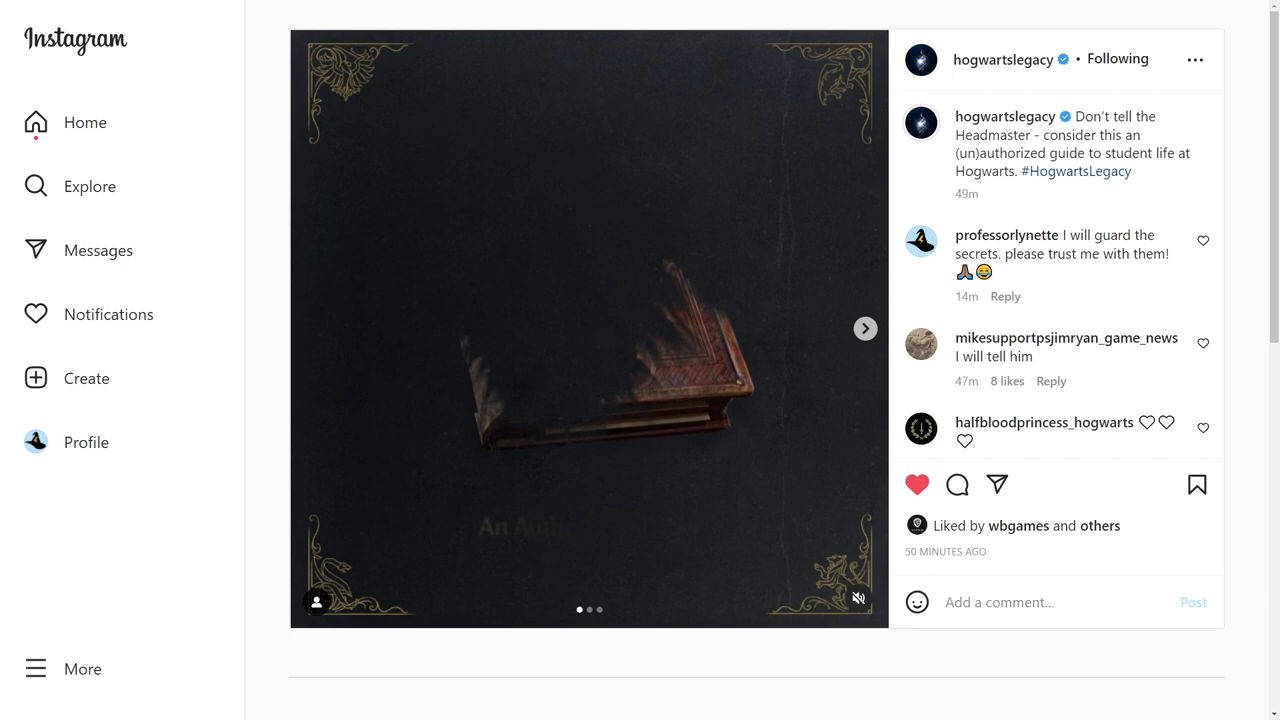 Instagram
Home
Explore
Messages
Notifications
Create
Profile
More
An Auth
hogwartslegacy • Following
hogwartslegacy Don't tell the
Headmaster - consider this an
(un)authorized guide to student life at
Hogwarts. #HogwartsLegacy
49m
professorlynette I will guard the
secrets. please trust me with them!
🙏🏾😂
14m Reply
mikesupportpsjimryan_game_news
I will tell him
47m 8 likes Reply
halfbloodprincess_hogwarts ♡♡
♡
Liked by wbgames and others
50 MINUTES AGO
Add a comment...
Post